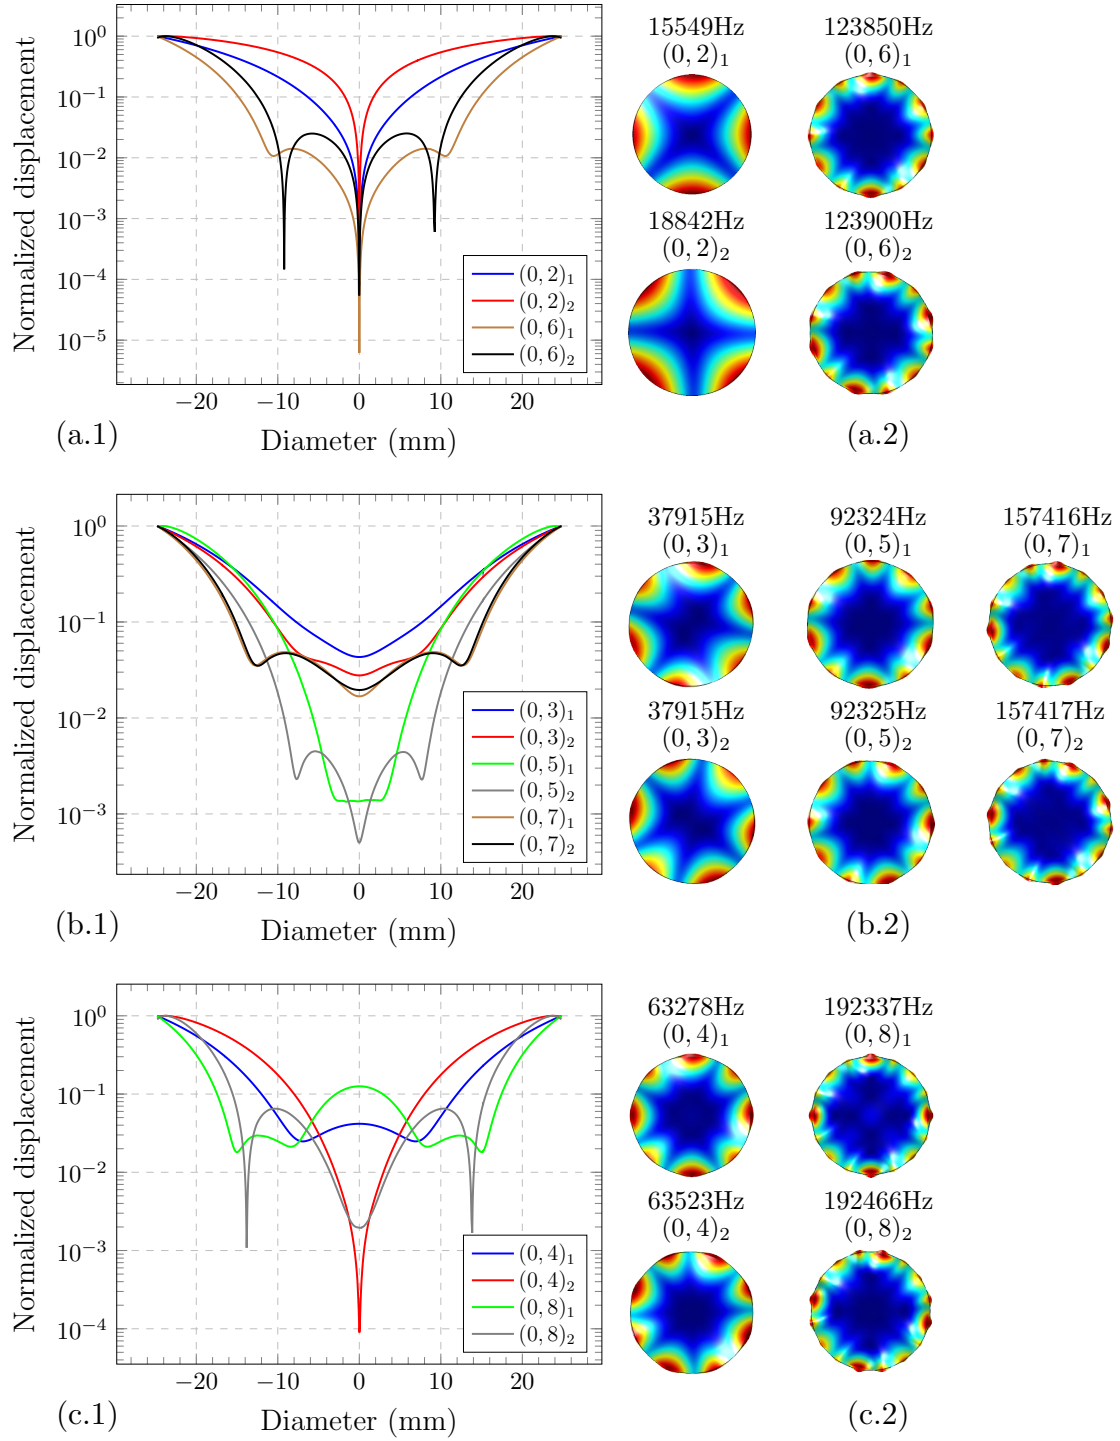 10^0
10^{-1}
10^{-2}
10^{-3}
10^{-4}
10^{-5}
Normalized displacement
(0, 2)_1
(0, 2)_2
(0, 6)_1
(0, 6)_2
−20 −10 0 10 20
Diameter (mm)
(a.1)
15549Hz 123850Hz
(0, 2)_1 (0, 6)_1
18842Hz 123900Hz
(0, 2)_2 (0, 6)_2
(a.2)
10^0
10^{-1}
10^{-2}
10^{-3}
Normalized displacement
(0, 3)_1
(0, 3)_2
(0, 5)_1
(0, 5)_2
(0, 7)_1
(0, 7)_2
−20 −10 0 10 20
Diameter (mm)
(b.1)
37915Hz 92324Hz 157416Hz
(0, 3)_1 (0, 5)_1 (0, 7)_1
37915Hz 92325Hz 157417Hz
(0, 3)_2 (0, 5)_2 (0, 7)_2
(b.2)
10^0
10^{-1}
10^{-2}
10^{-3}
10^{-4}
Normalized displacement
(0, 4)_1
(0, 4)_2
(0, 8)_1
(0, 8)_2
−20 −10 0 10 20
Diameter (mm)
(c.1)
63278Hz 192337Hz
(0, 4)_1 (0, 8)_1
63523Hz 192466Hz
(0, 4)_2 (0, 8)_2
(c.2)